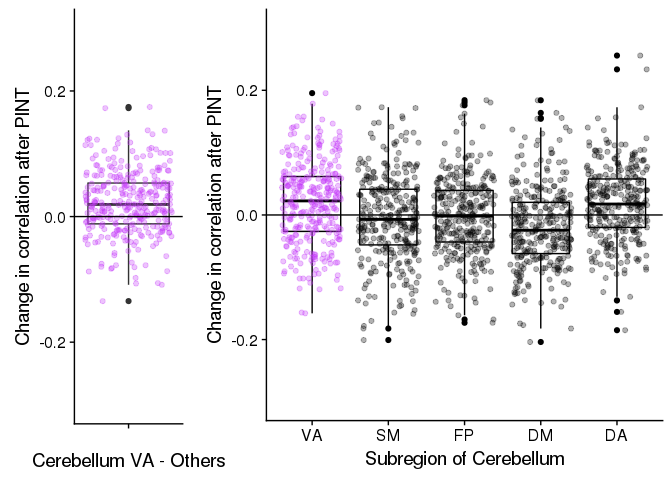 Change in correlation after PINT
0.2
0.0
-0.2
Cerebellum VA - Others
Change in correlation after PINT
0.2
0.0
-0.2
VA SM FP DM DA
Subregion of Cerebellum